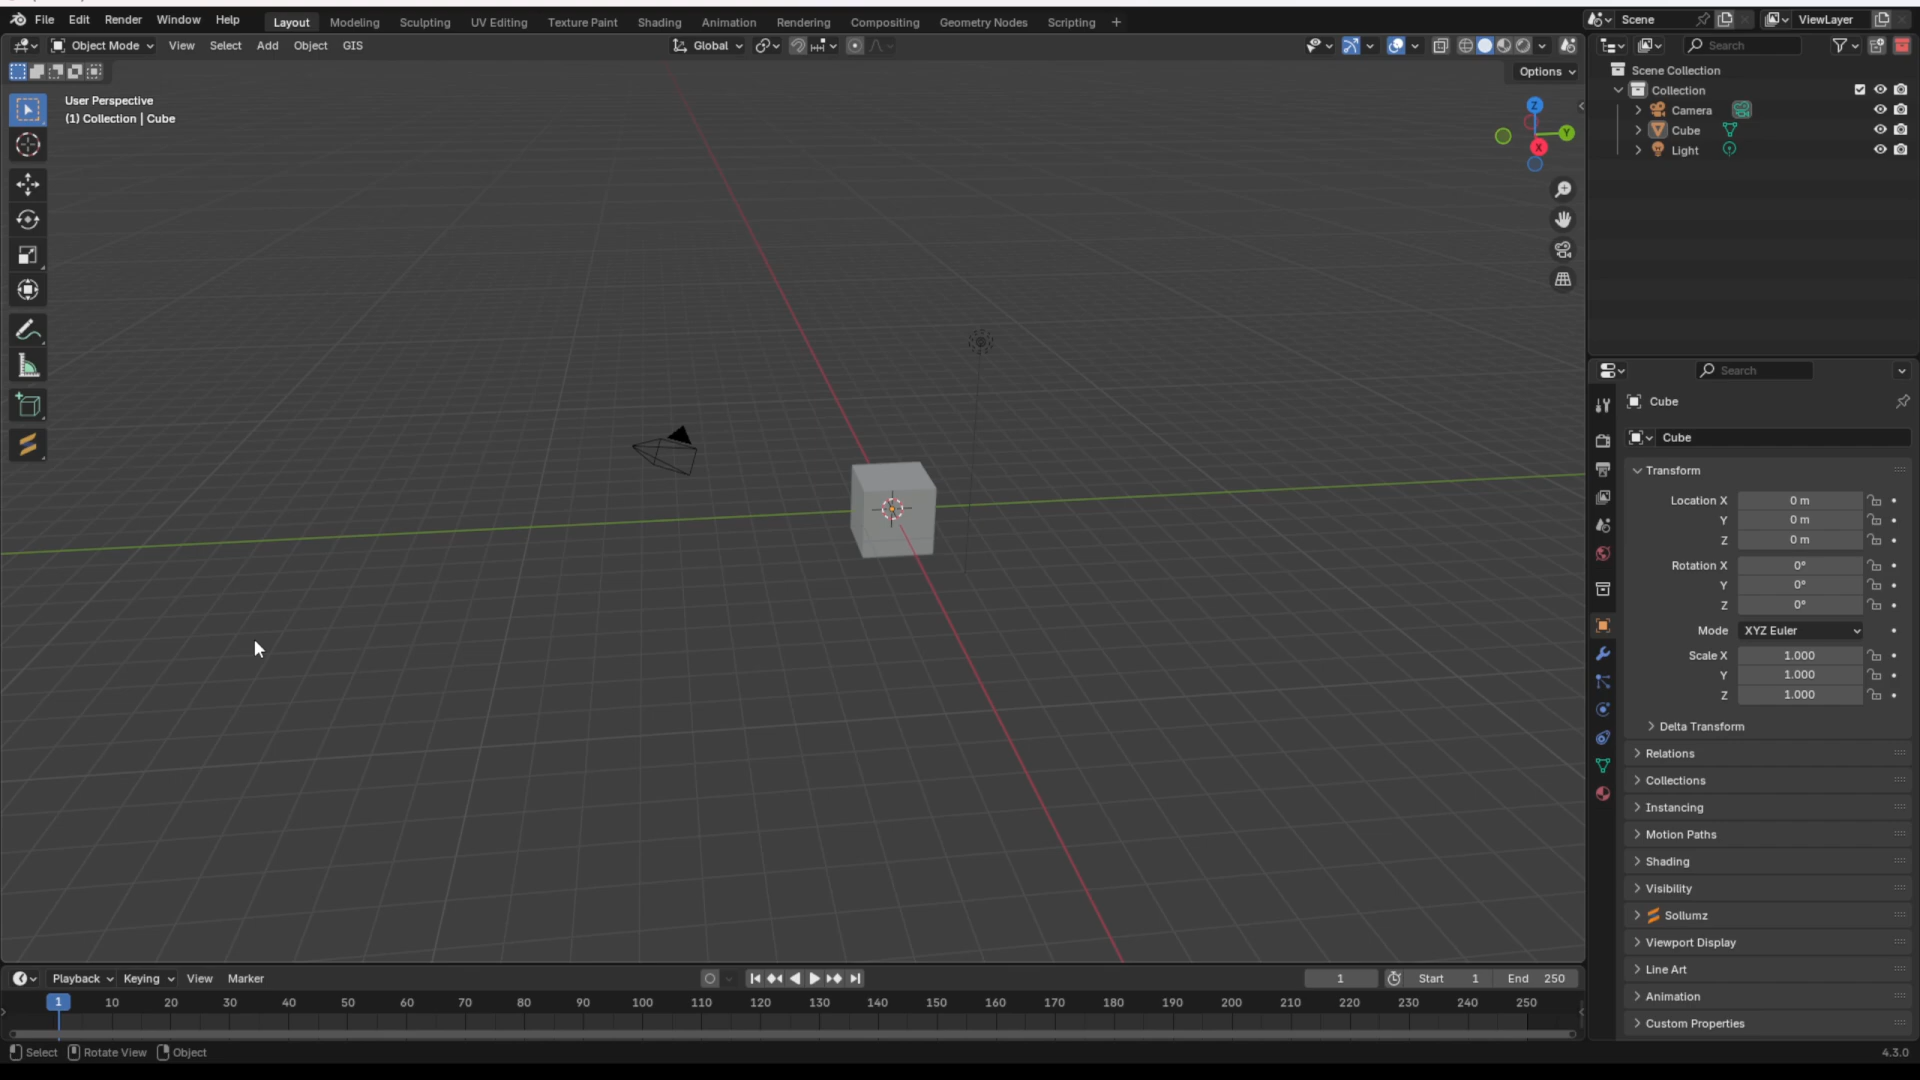 File Edit Render Window Help Layout Modeling Sculpting UV Editing Texture Paint Shading Animation Rendering Compositing Geometry Nodes Scripting + Scene ViewLayer
Object Mode View Select Add Object GIS Global Search
Options
User Perspective
(1) Collection | Cube
Z
Y
X
Scene Collection
Collection
Camera
Cube
Light
Search
Cube
Cube
Transform
Location X 0 m
Y 0 m
Z 0 m
Rotation X 0°
Y 0°
Z 0°
Mode XYZ Euler
Scale X 1.000
Y 1.000
Z 1.000
Delta Transform
Relations
Collections
Instancing
Motion Paths
Shading
Visibility
Sollumz
Viewport Display
Line Art
Animation
Custom Properties
Playback Keying View Marker 1 Start 1 End 250
1 10 20 30 40 50 60 70 80 90 100 110 120 130 140 150 160 170 180 190 200 210 220 230 240 250
Select Rotate View Object 4.3.0